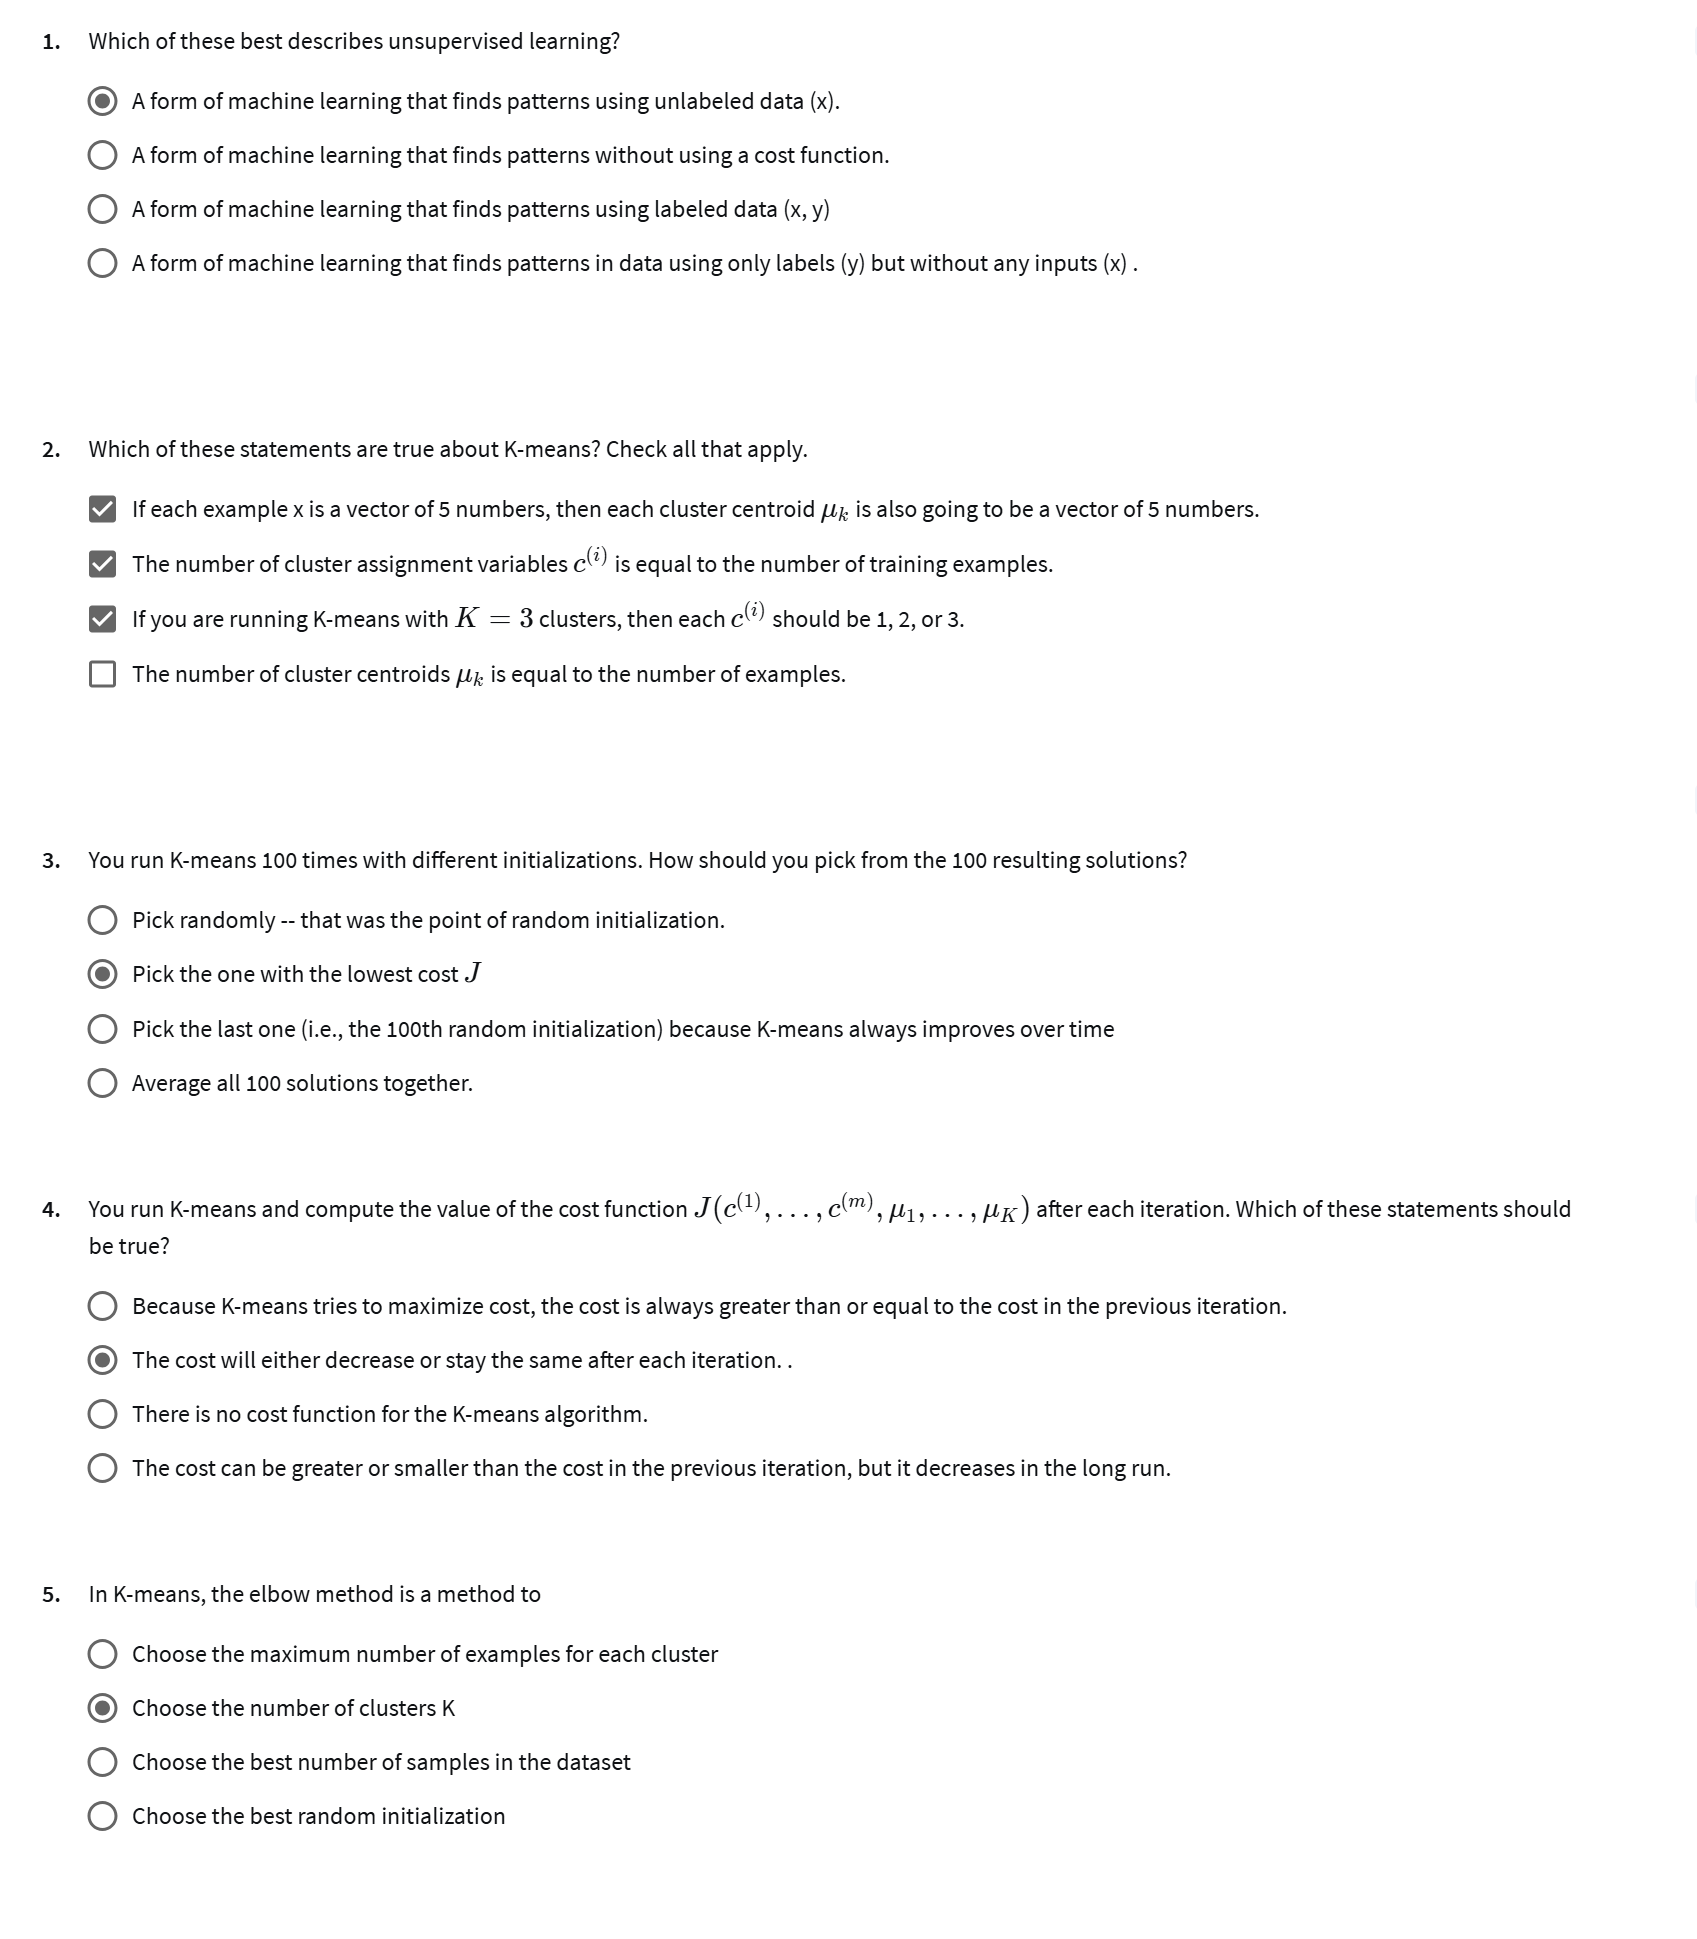 1. Which of these best describes unsupervised learning?
A form of machine learning that finds patterns using unlabeled data (x).
A form of machine learning that finds patterns without using a cost function.
A form of machine learning that finds patterns using labeled data (x, y)
A form of machine learning that finds patterns in data using only labels (y) but without any inputs (x) .
2. Which of these statements are true about K-means? Check all that apply.
If each example x is a vector of 5 numbers, then each cluster centroid μ_k is also going to be a vector of 5 numbers.
The number of cluster assignment variables c^(i) is equal to the number of training examples.
If you are running K-means with K = 3 clusters, then each c^(i) should be 1, 2, or 3.
The number of cluster centroids μ_k is equal to the number of examples.
3. You run K-means 100 times with different initializations. How should you pick from the 100 resulting solutions?
Pick randomly -- that was the point of random initialization.
Pick the one with the lowest cost J
Pick the last one (i.e., the 100th random initialization) because K-means always improves over time
Average all 100 solutions together.
4. You run K-means and compute the value of the cost function J(c^(1), . . . , c^(m), μ_1, . . . , μ_K) after each iteration. Which of these statements should
be true?
Because K-means tries to maximize cost, the cost is always greater than or equal to the cost in the previous iteration.
The cost will either decrease or stay the same after each iteration. .
There is no cost function for the K-means algorithm.
The cost can be greater or smaller than the cost in the previous iteration, but it decreases in the long run.
5. In K-means, the elbow method is a method to
Choose the maximum number of examples for each cluster
Choose the number of clusters K
Choose the best number of samples in the dataset
Choose the best random initialization